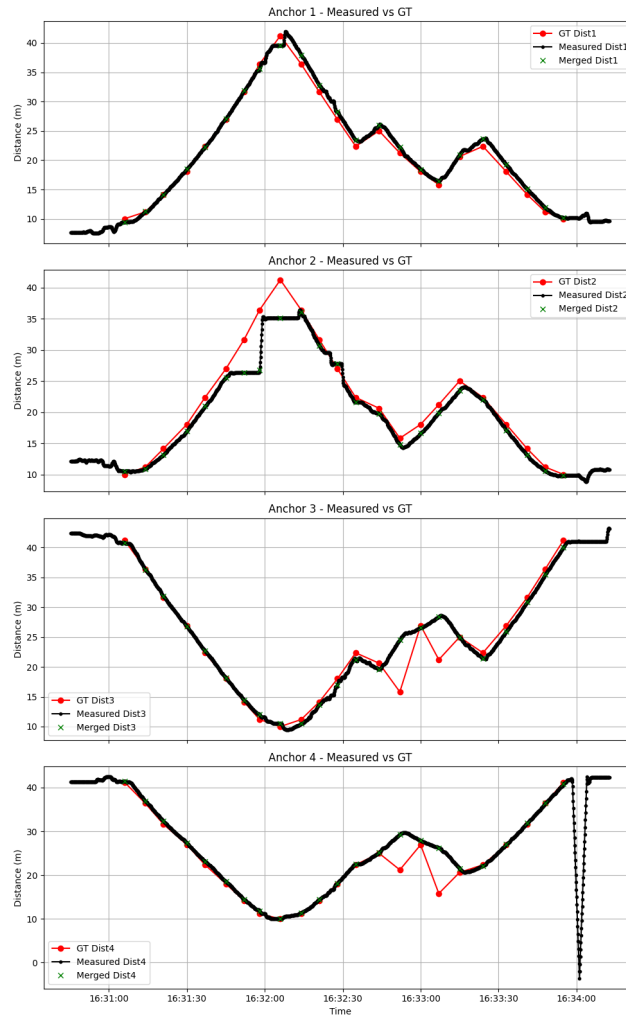 Anchor 1 - Measured vs GT
40
35
30
25
20
15
10
Distance (m)
GT Dist1
Measured Dist1
Merged Dist1
Anchor 2 - Measured vs GT
40
35
30
25
20
15
10
Distance (m)
GT Dist2
Measured Dist2
Merged Dist2
Anchor 3 - Measured vs GT
40
35
30
25
20
15
10
Distance (m)
GT Dist3
Measured Dist3
Merged Dist3
Anchor 4 - Measured vs GT
40
30
20
10
0
Distance (m)
GT Dist4
Measured Dist4
Merged Dist4
16:31:00 16:31:30 16:32:00 16:32:30 16:33:00 16:33:30 16:34:00
Time